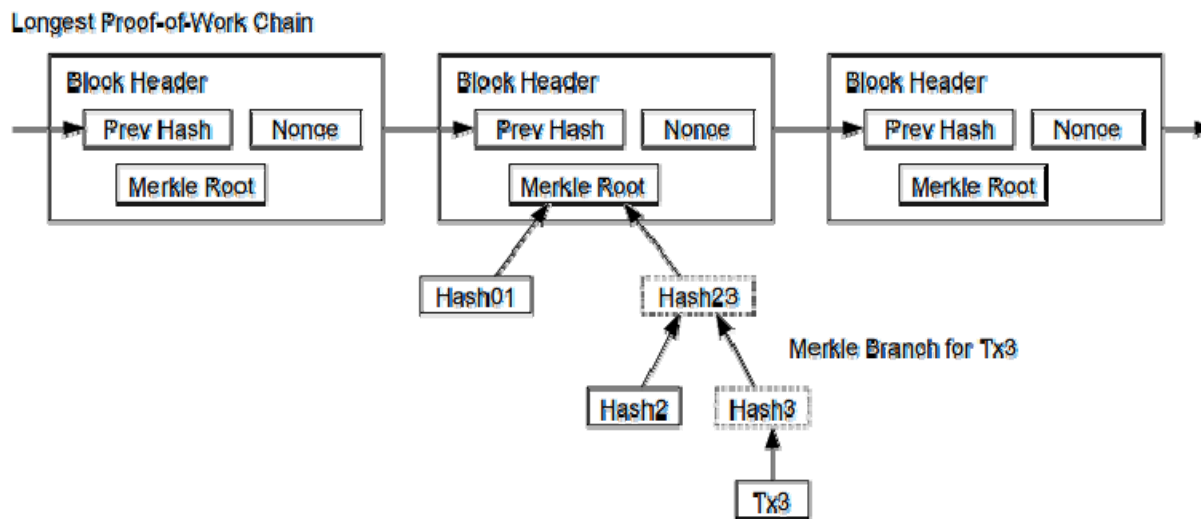 Longest Proof-of-Work Chain
Block Header
Prev Hash Nonce
Merkle Root
Block Header
Prev Hash Nonce
Merkle Root
Block Header
Prev Hash Nonce
Merkle Root
Hash01
Hash23
Merkle Branch for Tx3
Hash2
Hash3
Tx3